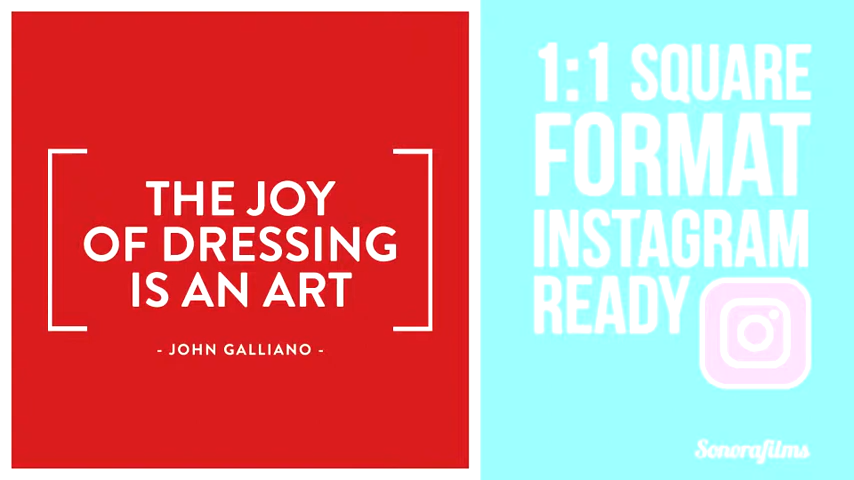 THE JOY
OF DRESSING
IS AN ART
- JOHN GALLIANO -
1:1 SQUARE
FORMAT
INSTAGRAM
READY
Sonorafilms